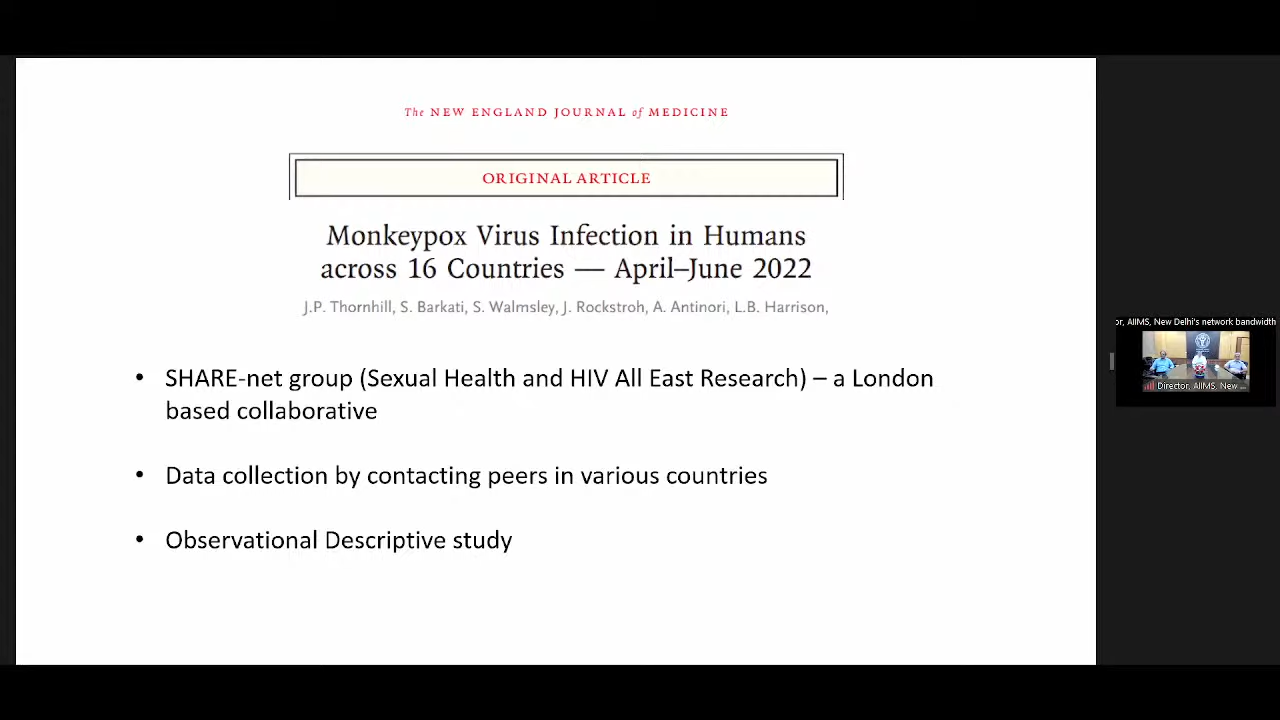 The NEW ENGLAND JOURNAL of MEDICINE
ORIGINAL ARTICLE
Monkeypox Virus Infection in Humans
across 16 Countries — April–June 2022
J.P. Thornhill, S. Barkati, S. Walmsley, J. Rockstroh, A. Antinori, L.B. Harrison,
• SHARE-net group (Sexual Health and HIV All East Research) – a London
based collaborative
• Data collection by contacting peers in various countries
• Observational Descriptive study
or, AIIMS, New Delhi's network bandwidth
Director, AIIMS, New ...